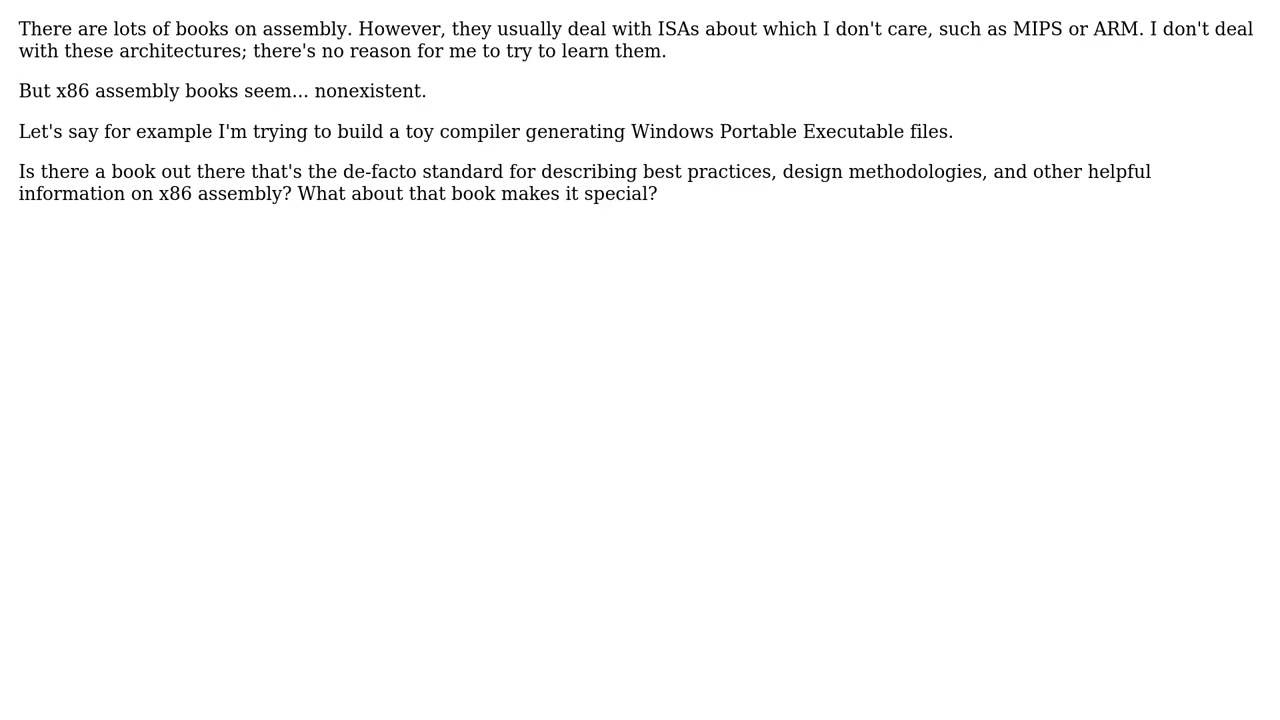 There are lots of books on assembly. However, they usually deal with ISAs about which I don't care, such as MIPS or ARM. I don't deal
with these architectures; there's no reason for me to try to learn them.
But x86 assembly books seem... nonexistent.
Let's say for example I'm trying to build a toy compiler generating Windows Portable Executable files.
Is there a book out there that's the de-facto standard for describing best practices, design methodologies, and other helpful
information on x86 assembly? What about that book makes it special?